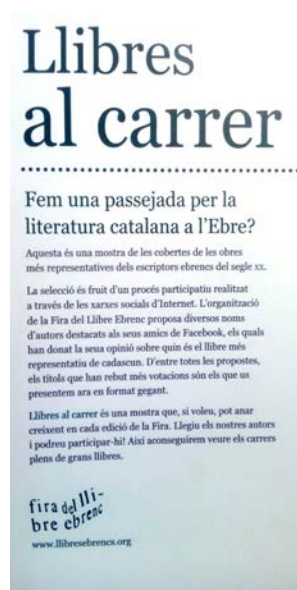 Llibres
al carrer
Fem una passejada per la
literatura catalana a l'Ebre?
Aquesta és una mostra de les cobertes de les obres
més representatives dels escriptors ebrencs del segle XX.
La selecció és fruit d'un procés participatiu realitzat
a través de les xarxes socials d'Internet. L'organització
de la Fira del Llibre Ebrenc proposa diversos noms
d'autors destacats als seus amics de Facebook, els quals
han donat la seua opinió sobre quin és el llibre més
representatiu de cadascun. D'entre totes les propostes,
els títols que han rebut més votacions són els que us
presentem ara en format gegant.
Llibres al carrer és una mostra que, si voleu, pot anar
creixent en cada edició de la Fira. Llegiu els nostres autors
i podreu participar-hi! Així aconseguirem veure els carrers
plens de grans llibres.
fira del lli-
bre ebrenc
www.llibresebrencs.org